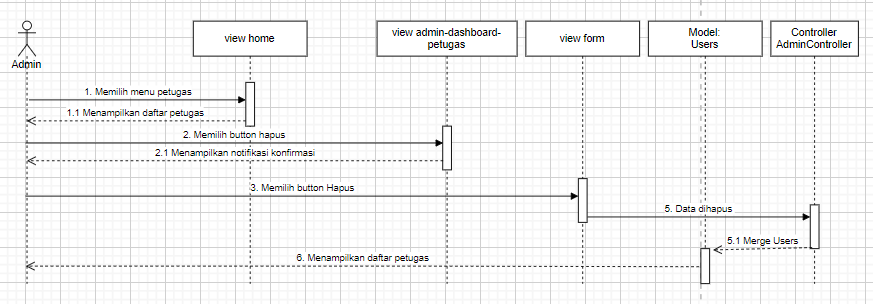 view home
view admin-dashboard-
petugas
view form
Model:
Users
Controller
AdminController
Admin
1. Memilih menu petugas
1.1 Menampilkan daftar petugas
2. Memilih button hapus
2.1 Menampilkan notifikasi konfirmasi
3. Memilih button Hapus
5. Data dihapus
5.1 Merge Users
6. Menampilkan daftar petugas